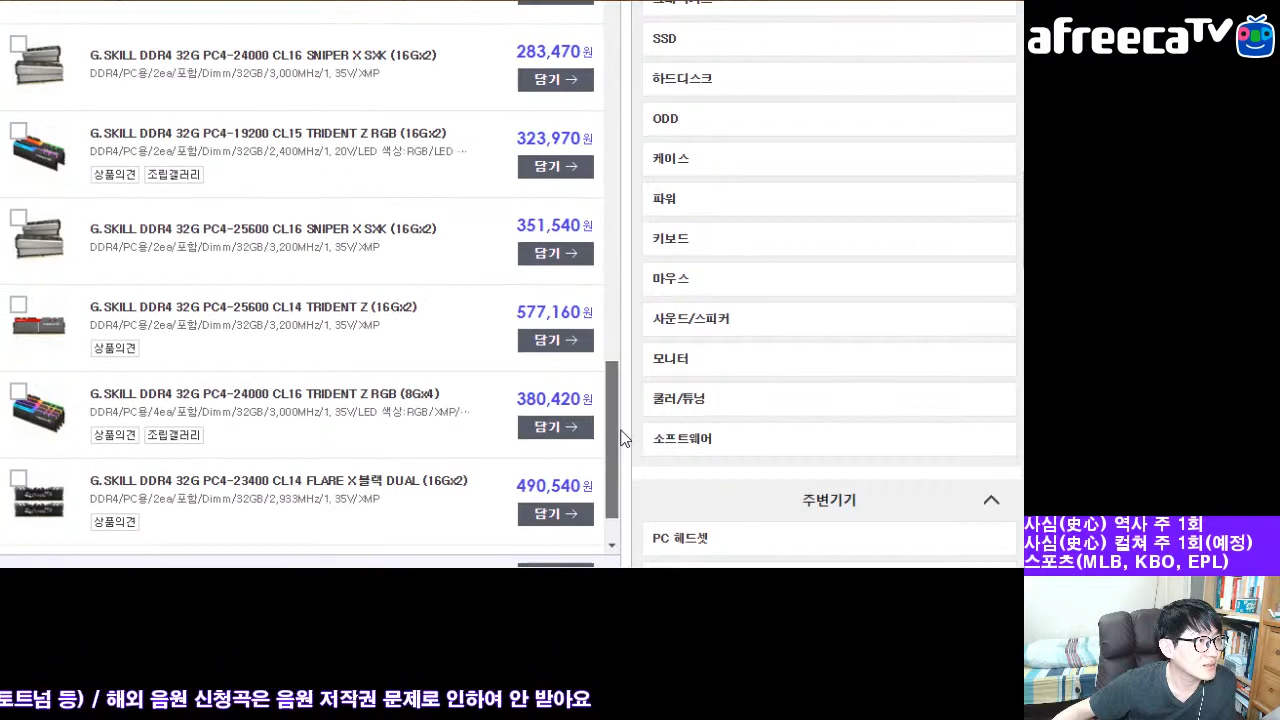 G.SKILL DDR4 32G PC4-24000 CL16 SNIPER X SXK (16Gx2)
DDR4/PC용/2ea/포함/Dimm/32GB/3,000MHz/1, 35V/XMP
283,470원
담기 →
G.SKILL DDR4 32G PC4-19200 CL15 TRIDENT Z RGB (16Gx2)
DDR4/PC용/2ea/포함/Dimm/32GB/2,400MHz/1, 20V/LED 색상:RGB/LED ···
상품의견 조립갤러리
323,970원
담기 →
G.SKILL DDR4 32G PC4-25600 CL16 SNIPER X SXK (16Gx2)
DDR4/PC용/2ea/포함/Dimm/32GB/3,200MHz/1, 35V/XMP
351,540원
담기 →
G.SKILL DDR4 32G PC4-25600 CL14 TRIDENT Z (16Gx2)
DDR4/PC용/2ea/포함/Dimm/32GB/3,200MHz/1, 35V/XMP
상품의견
577,160원
담기 →
G.SKILL DDR4 32G PC4-24000 CL16 TRIDENT Z RGB (8Gx4)
DDR4/PC용/4ea/포함/Dimm/32GB/3,000MHz/1, 35V/LED 색상:RGB/XMP/···
상품의견 조립갤러리
380,420원
담기 →
G.SKILL DDR4 32G PC4-23400 CL14 FLARE X 블랙 DUAL (16Gx2)
DDR4/PC용/2ea/포함/Dimm/32GB/2,933MHz/1, 35V/XMP
상품의견
490,540원
담기 →
SSD
하드디스크
ODD
케이스
파워
키보드
마우스
사운드/스피커
모니터
쿨러/튜닝
소프트웨어
주변기기
PC 헤드셋
afreecaTV
사심(史心) 역사 주 1회
사심(史心) 컬쳐 주 1회(예정)
스포츠(MLB, KBO, EPL)
토트넘 등) / 해외 음원 신청곡은 음원 저작권 문제로 인하여 안 받아요